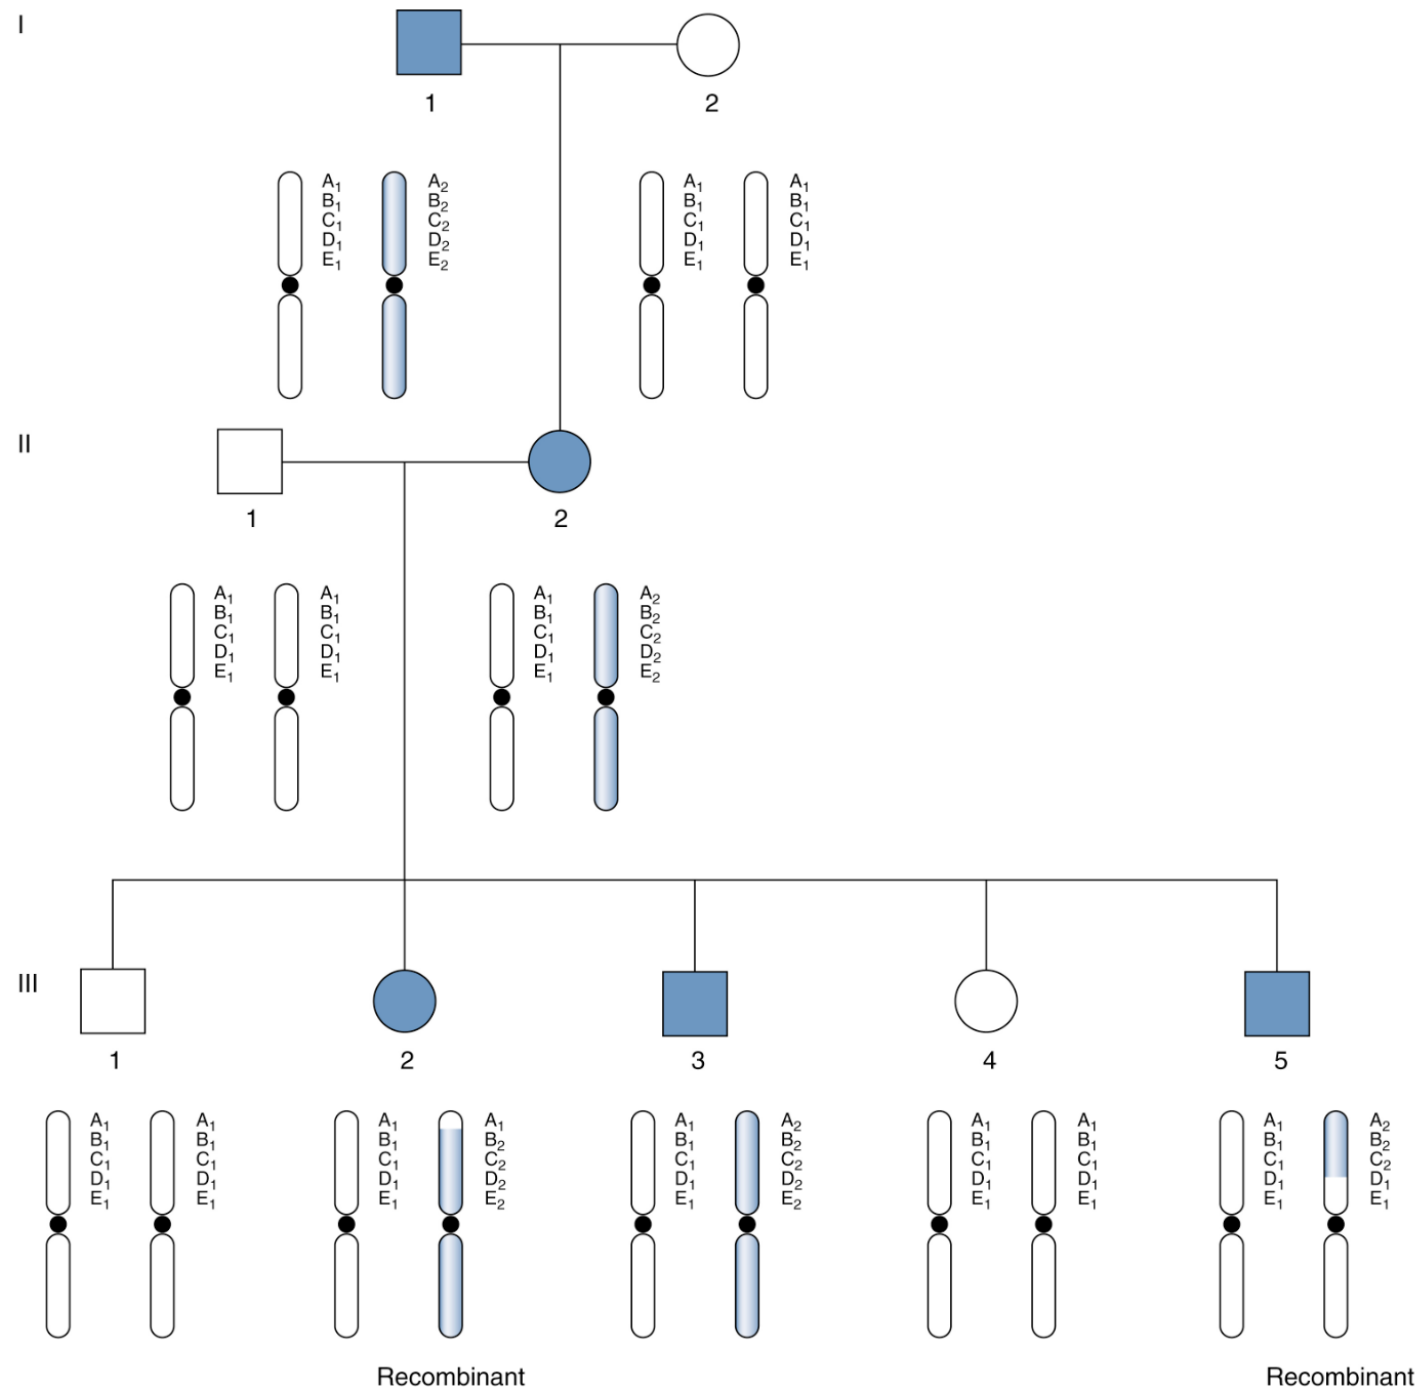 I
1 2
A1 A2 A1 A1
B1 B2 B1 B1
C1 C2 C1 C1
D1 D2 D1 D1
E1 E2 E1 E1
II
1 2
A1 A1 A1 A2
B1 B1 B1 B2
C1 C1 C1 C2
D1 D1 D1 D2
E1 E1 E1 E2
III
1 2 3 4 5
A1 A1 A1 A1 A1 A2 A1 A1 A1 A2
B1 B1 B1 B2 B1 B2 B1 B1 B1 B2
C1 C1 C1 C2 C1 C2 C1 C1 C1 C2
D1 D1 D1 D2 D1 D2 D1 D1 D1 D1
E1 E1 E1 E2 E1 E2 E1 E1 E1 E1
Recombinant Recombinant